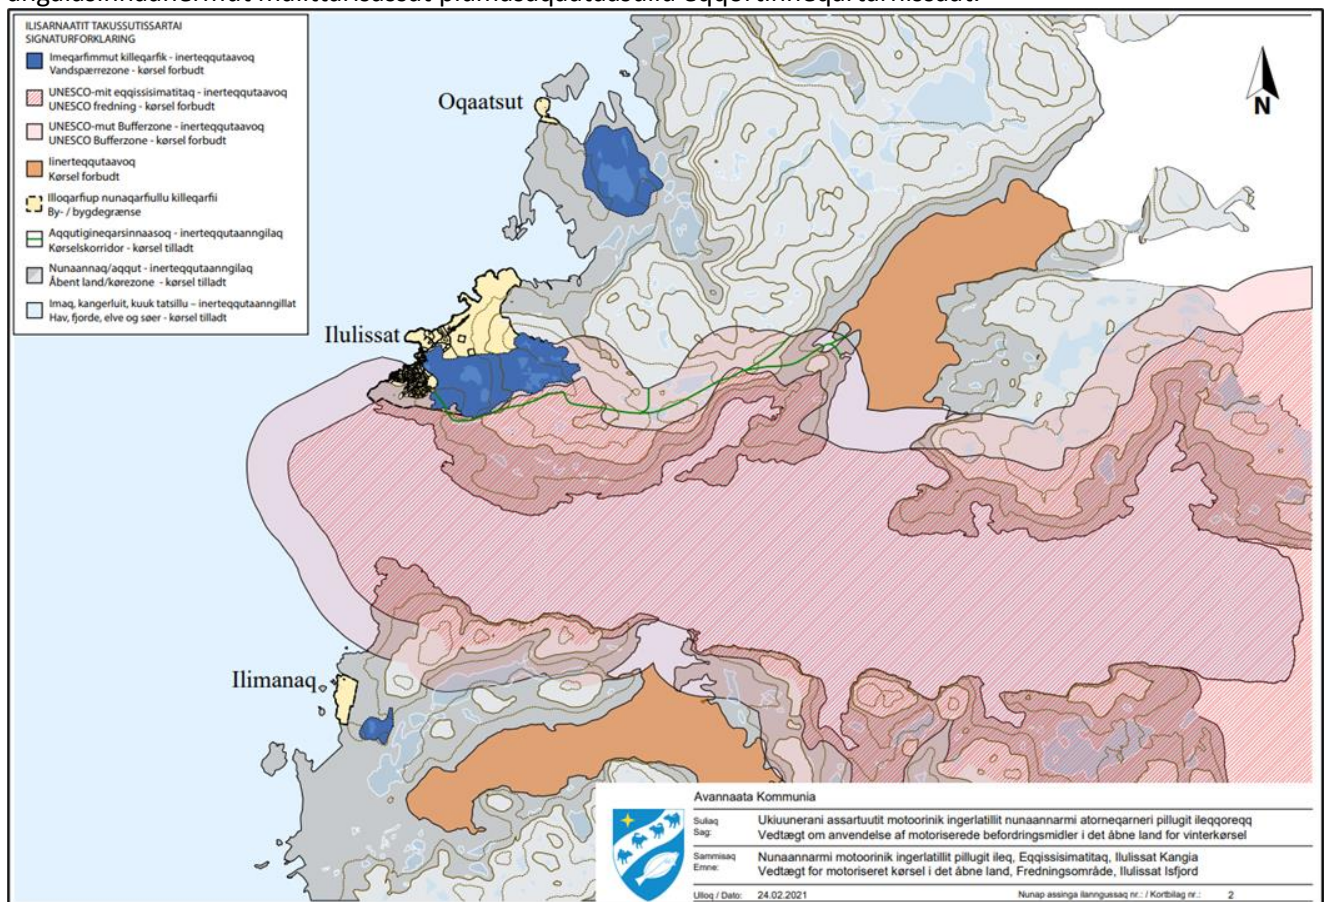 ILISARNAATIT TAKUSSUTISSARTAI
SIGNATURFORKLARING
Imeqarfimmut killeqarfik - inerteqqutaavoq
Vandspærrezone - kørsel forbudt
UNESCO-mit eqqissisimatitaq - inerteqqutaavoq
UNESCO fredning - kørsel forbudt
UNESCO-mut Bufferzone - inerteqqutaavoq
UNESCO Bufferzone - kørsel forbudt
Iinerteqqutaavoq
Kørsel forbudt
Illoqarfiup nunaqarfiullu killeqarfii
By- / bygdegrænse
Aqqutigineqarsinnaasoq - inerteqqutaanngilaq
Kørselskorridor - kørsel tilladt
Nunaannaq/aqqut - inerteqqutaanngilaq
Åbent land/kørezone - kørsel tilladt
Imaq, kangerluit, kuuk tatsillu – inerteqqutaanngillat
Hav, fjorde, elve og søer - kørsel tilladt
N
Oqaatsut
Ilulissat
Ilimanaq
Avannaata Kommunia
Suliaq Ukiuunerani assartuutit motoorinik ingerlatillit nunaannarmi atorneqarneri pillugit ileqqoreqq
Sag: Vedtægt om anvendelse af motoriserede befordringsmidler i det åbne land for vinterkørsel
Sammisaq Nunaannarmi motoorinik ingerlatillit pillugit ileq, Eqqissisimatitaq, Ilulissat Kangia
Emne: Vedtægt for motoriseret kørsel i det åbne land, Fredningsområde, Ilulissat Isfjord
Ulloq / Dato: 24.02.2021 Nunap assinga ilanngussaq nr.: / Kortbilag nr.: 2